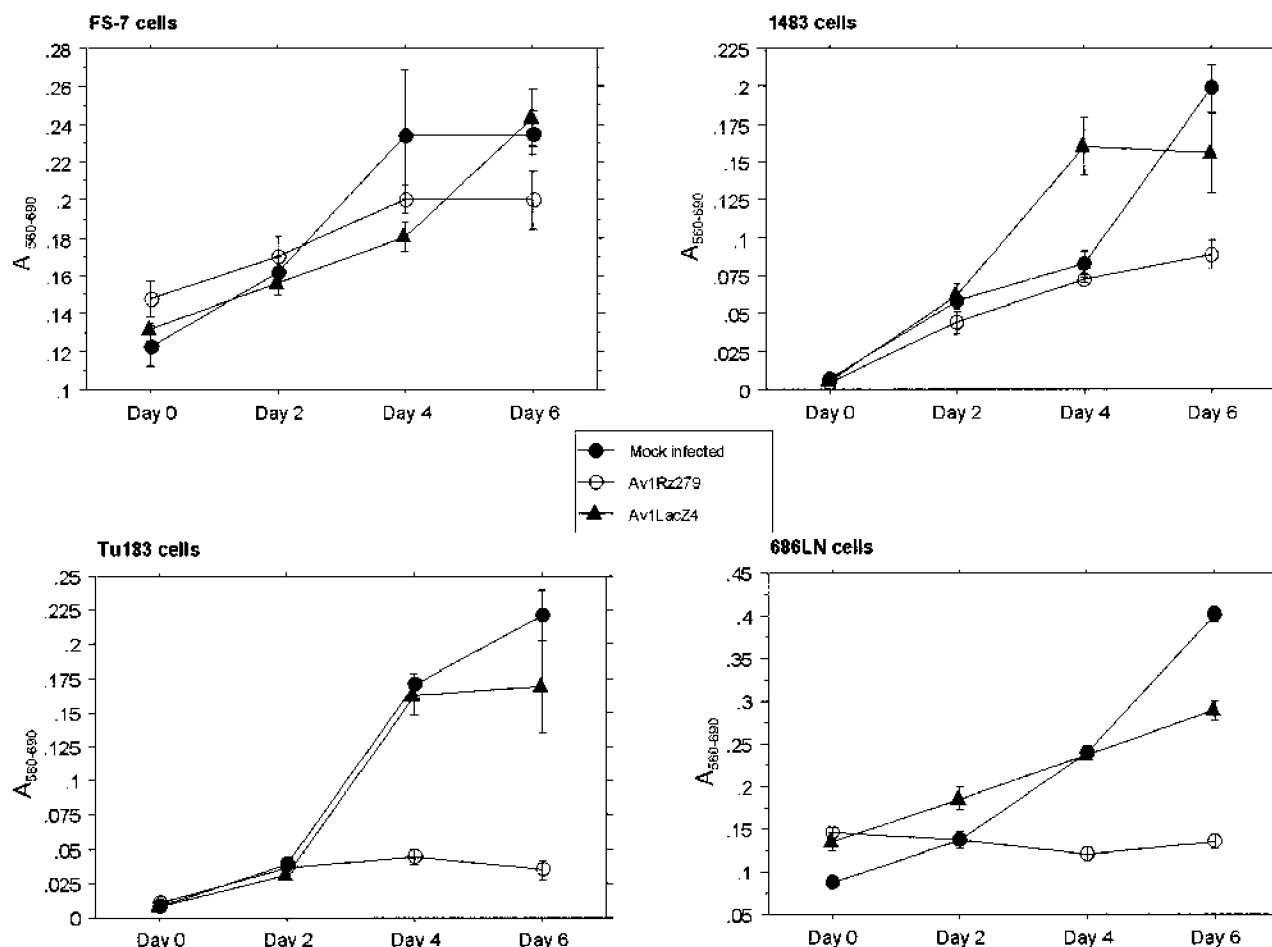 FS-7 cells
.28
.26
.24
.22
.2
.18
.16
.14
.12
.1
A 560-690
Day 0 Day 2 Day 4 Day 6
1483 cells
.225
.2
.175
.15
.125
.1
.075
.05
.025
0
A560-690
Day 0 Day 2 Day 4 Day 6
Mock infected
Av1Rz279
Av1LacZ4
Tu183 cells
.25
.225
.2
.175
.15
.125
.1
.075
.05
.025
0
A560-690
Day 0 Day 2 Day 4 Day 6
686LN cells
.45
.4
.35
.3
.25
.2
.15
.1
.05
A560-690
Day 0 Day 2 Day 4 Day 6